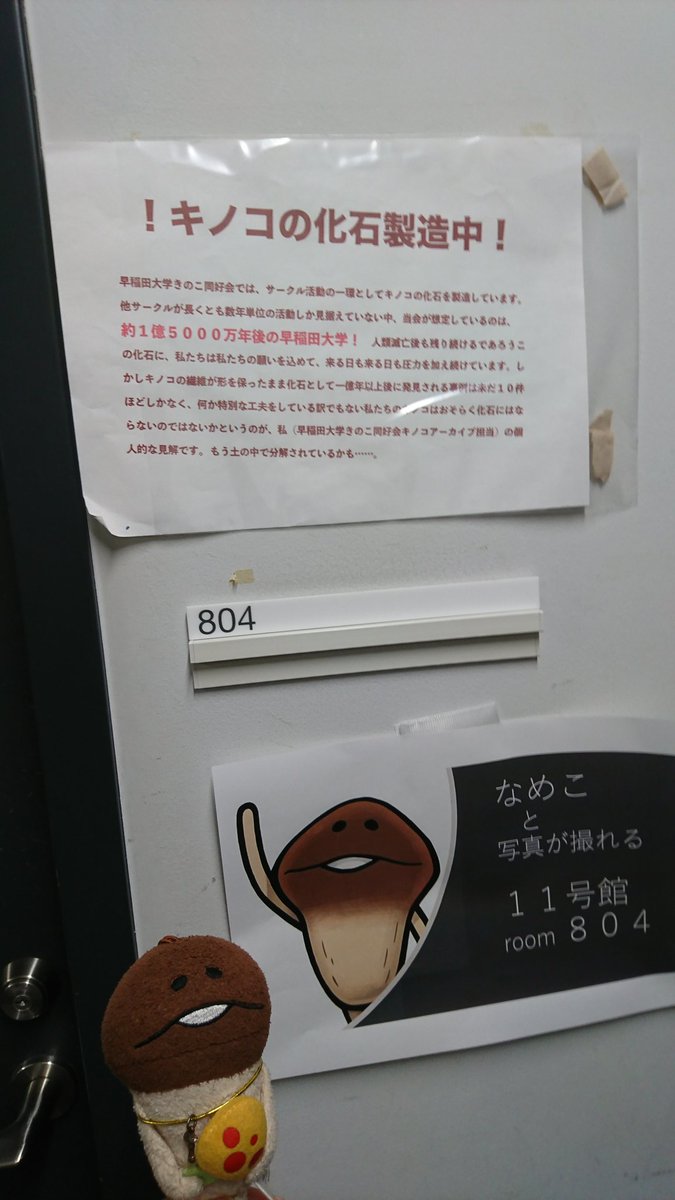 ！キノコの化石製造中！
早稲田大学きのこ同好会では、サークル活動の一環としてキノコの化石を製造しています。
他サークルが長くとも数年単位の活動しか見据えていない中、当会が想定しているのは、
約１億５０００万年後の早稲田大学！ 人類滅亡後も残り続けるであろうこ
の化石に、私たちは私たちの願いを込めて、来る日も来る日も圧力を加え続けています。し
かしキノコの繊維が形を保ったまま化石として一億年以上後に発見される事例は未だ１０件
ほどしかなく、何か特別な工夫をしている訳でもない私たちのキノコはおそらく化石にはな
らないのではないかというのが、私（早稲田大学きのこ同好会キノコアーカイブ担当）の個
人的な見解です。もう土の中で分解されているかも……。
804
なめこ
と
写真が撮れる
１１号館
room ８０４